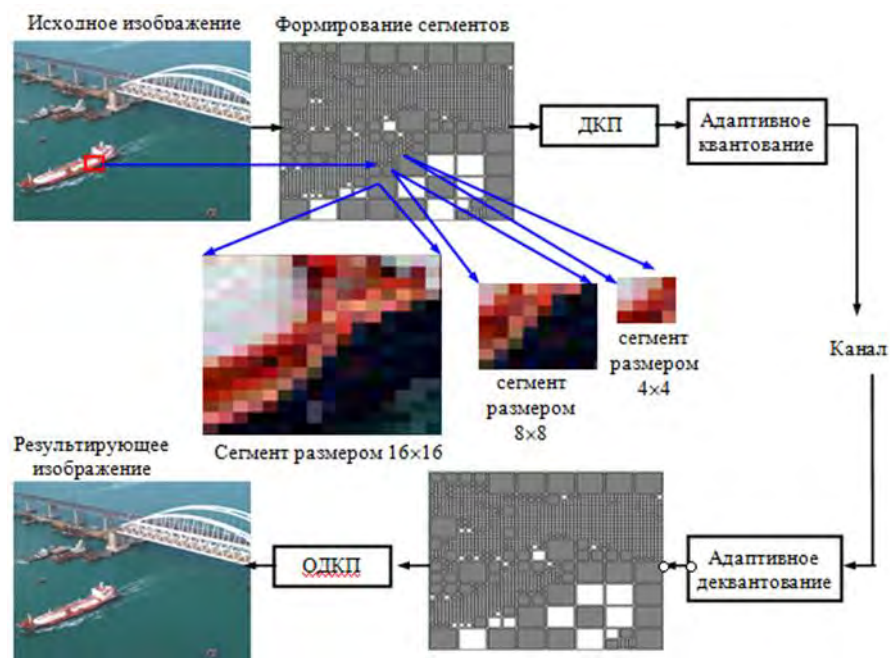 Исходное изображение
Формирование сегментов
ДКП
Адаптивное
квантование
Канал
сегмент
размером
4×4
сегмент
размером
8×8
Сегмент размером 16×16
Результирующее
изображение
ОДКП
Адаптивное
деквантование